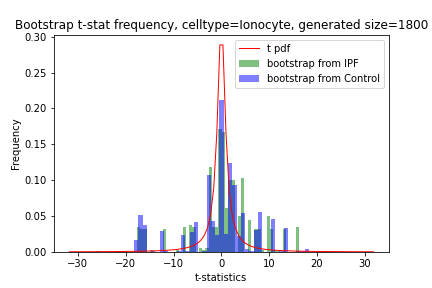 Bootstrap t-stat frequency, celltype=Ionocyte, generated size=1800
0.30
0.25
0.20
0.15
0.10
0.05
0.00
Frequency
t pdf
bootstrap from IPF
bootstrap from Control
−30 −20 −10 0 10 20 30
t-statistics